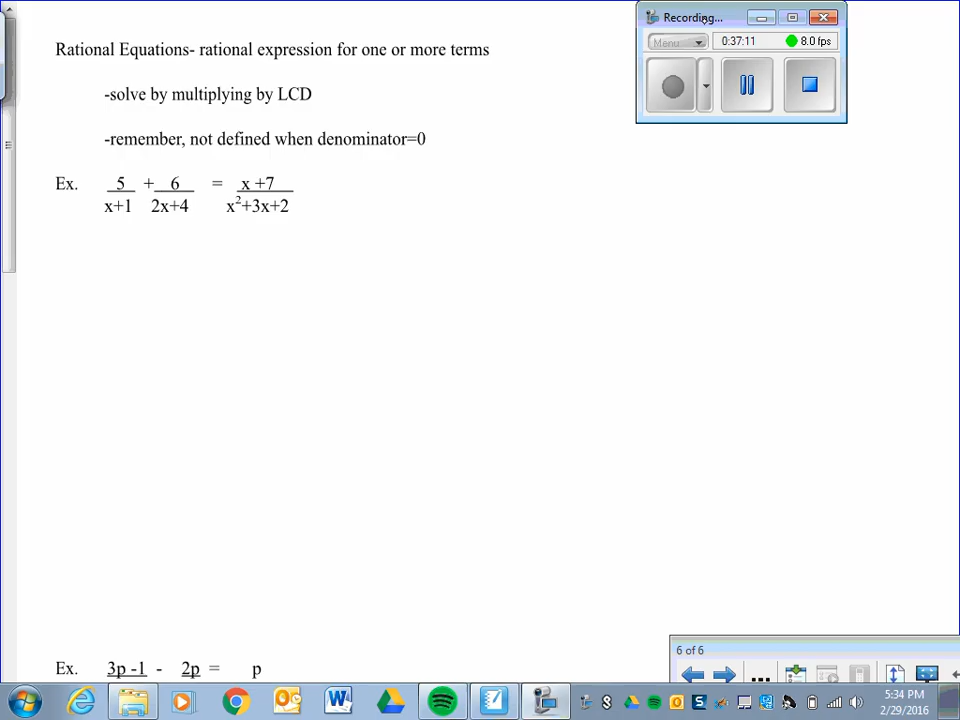 Recording...
Menu
0:37:11
8.0 fps
Rational Equations- rational expression for one or more terms
-solve by multiplying by LCD
-remember, not defined when denominator=0
Ex. 5 + 6 = x +7
x+1 2x+4 x²+3x+2
Ex. 3p -1 - 2p = p
6 of 6
5:34 PM
2/29/2016